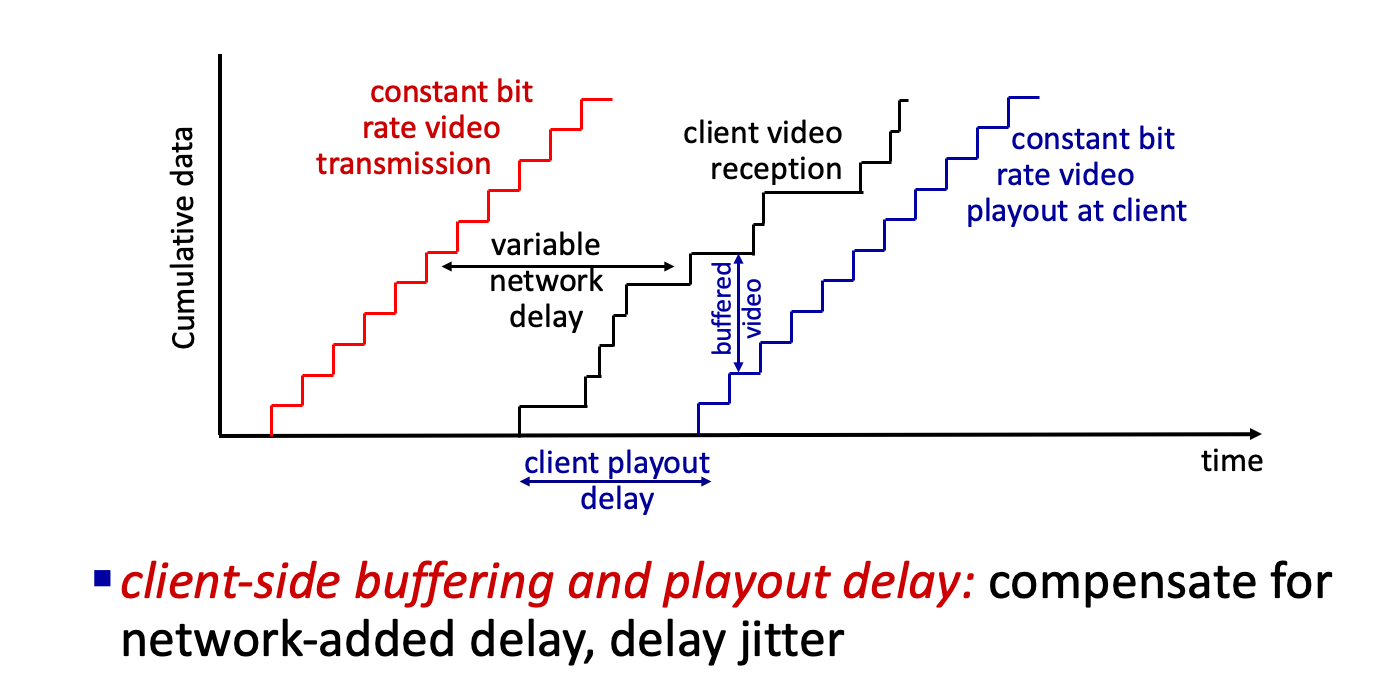 constant bit
rate video
transmission
Cumulative data
variable
network
delay
client video
reception
buffered
video
constant bit
rate video
playout at client
client playout
delay
time
client-side buffering and playout delay: compensate for
network-added delay, delay jitter